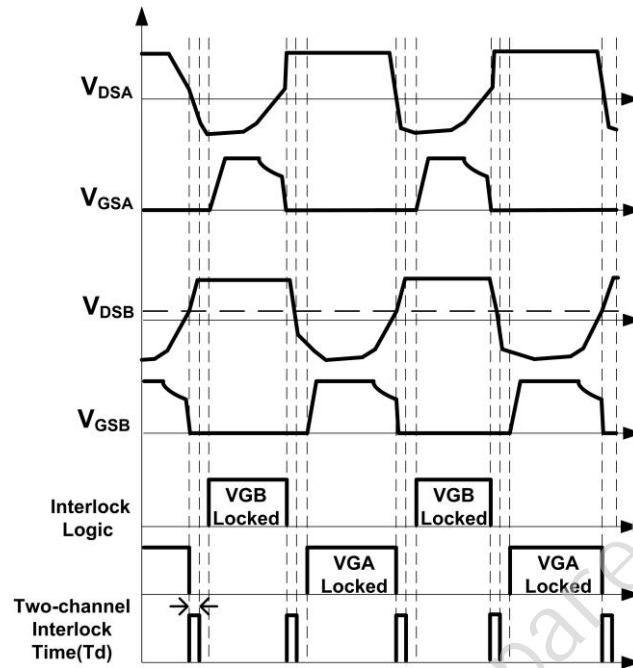 VDSA
VGSA
VDSB
VGSB
Interlock
Logic
VGB
Locked
VGB
Locked
VGA
Locked
VGA
Locked
Two-channel
Interlock
Time(Td)